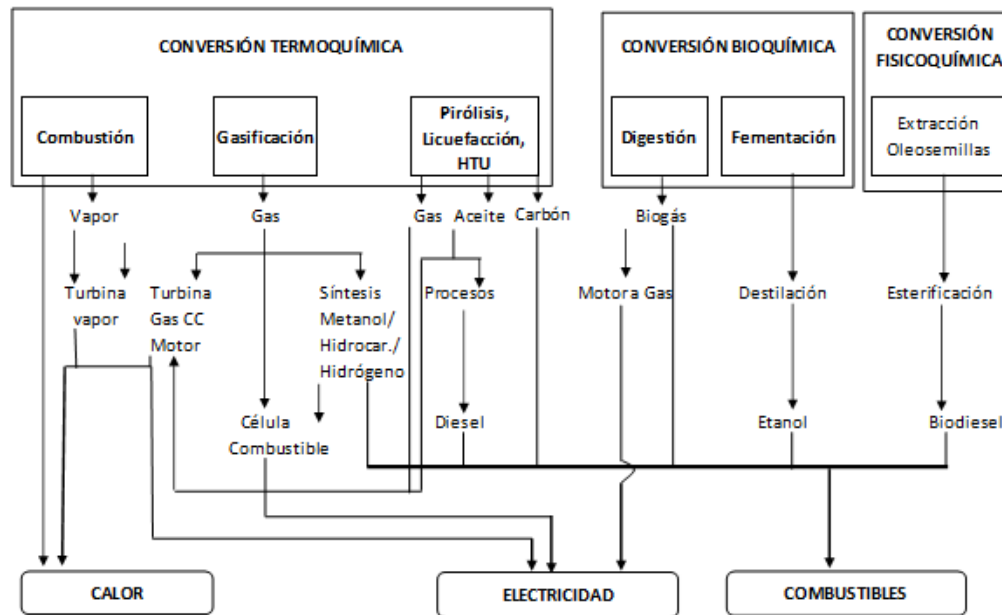 CONVERSIÓN TERMOQUÍMICA
CONVERSIÓN BIOQUÍMICA
CONVERSIÓN
FISICOQUÍMICA
Combustión
Gasificación
Pirólisis,
Licuefacción,
HTU
Digestión
Fementación
Extracción
Oleosemillas
Vapor
Gas
Gas
Aceite
Carbón
Biogás
Turbina
vapor
Turbina
Gas CC
Motor
Síntesis
Metanol/
Hidrocar./
Hidrógeno
Procesos
Motor a Gas
Destilación
Esterificación
Célula
Combustible
Diesel
Etanol
Biodiesel
CALOR
ELECTRICIDAD
COMBUSTIBLES